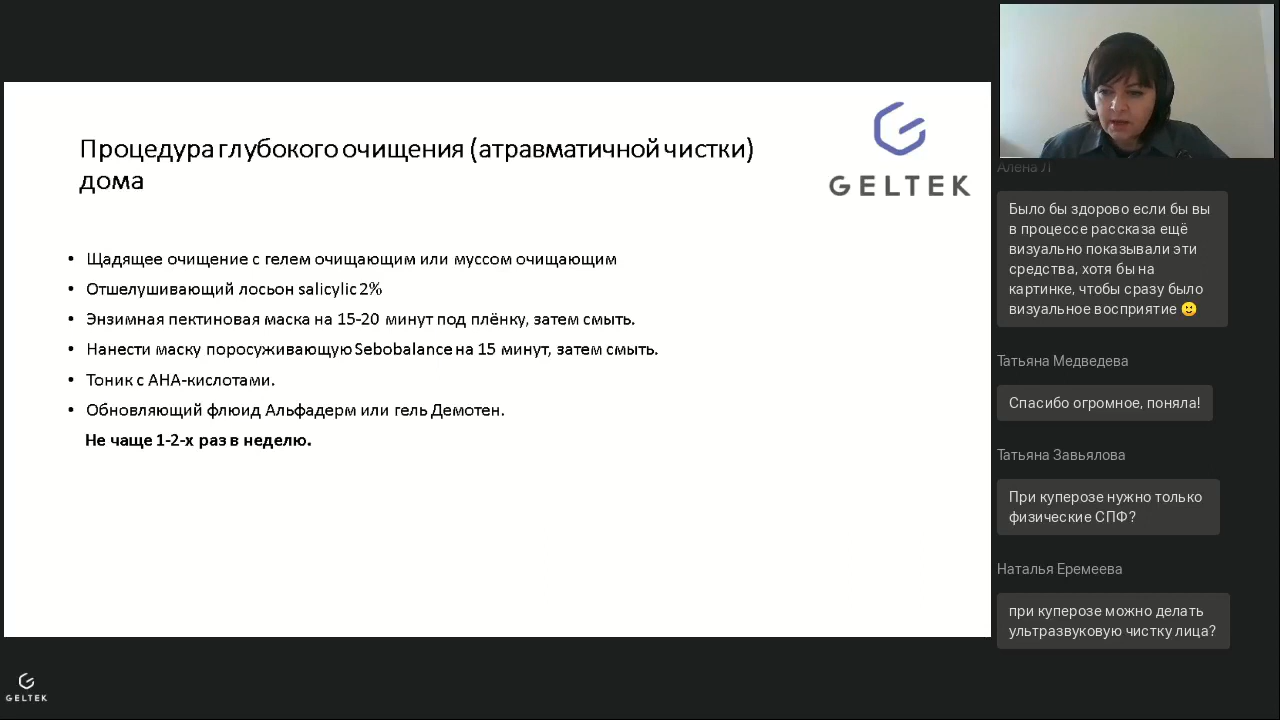 Процедура глубокого очищения (атравматичной чистки)
дома
GELTEK
• Щадящее очищение с гелем очищающим или муссом очищающим
• Отшелушивающий лосьон salicylic 2%
• Энзимная пектиновая маска на 15-20 минут под плёнку, затем смыть.
• Нанести маску поросуживающую Sebobalance на 15 минут, затем смыть.
• Тоник с АНА-кислотами.
• Обновляющий флюид Альфадерм или гель Демотен.
Не чаще 1-2-х раз в неделю.
GELTEK
Алена Л
Было бы здорово если бы вы
в процессе рассказа ещё
визуально показывали эти
средства, хотя бы на
картинке, чтобы сразу было
визуальное восприятие 🙂
Татьяна Медведева
Спасибо огромное, поняла!
Татьяна Завьялова
При куперозе нужно только
физические СПФ?
Наталья Еремеева
при куперозе можно делать
ультразвуковую чистку лица?